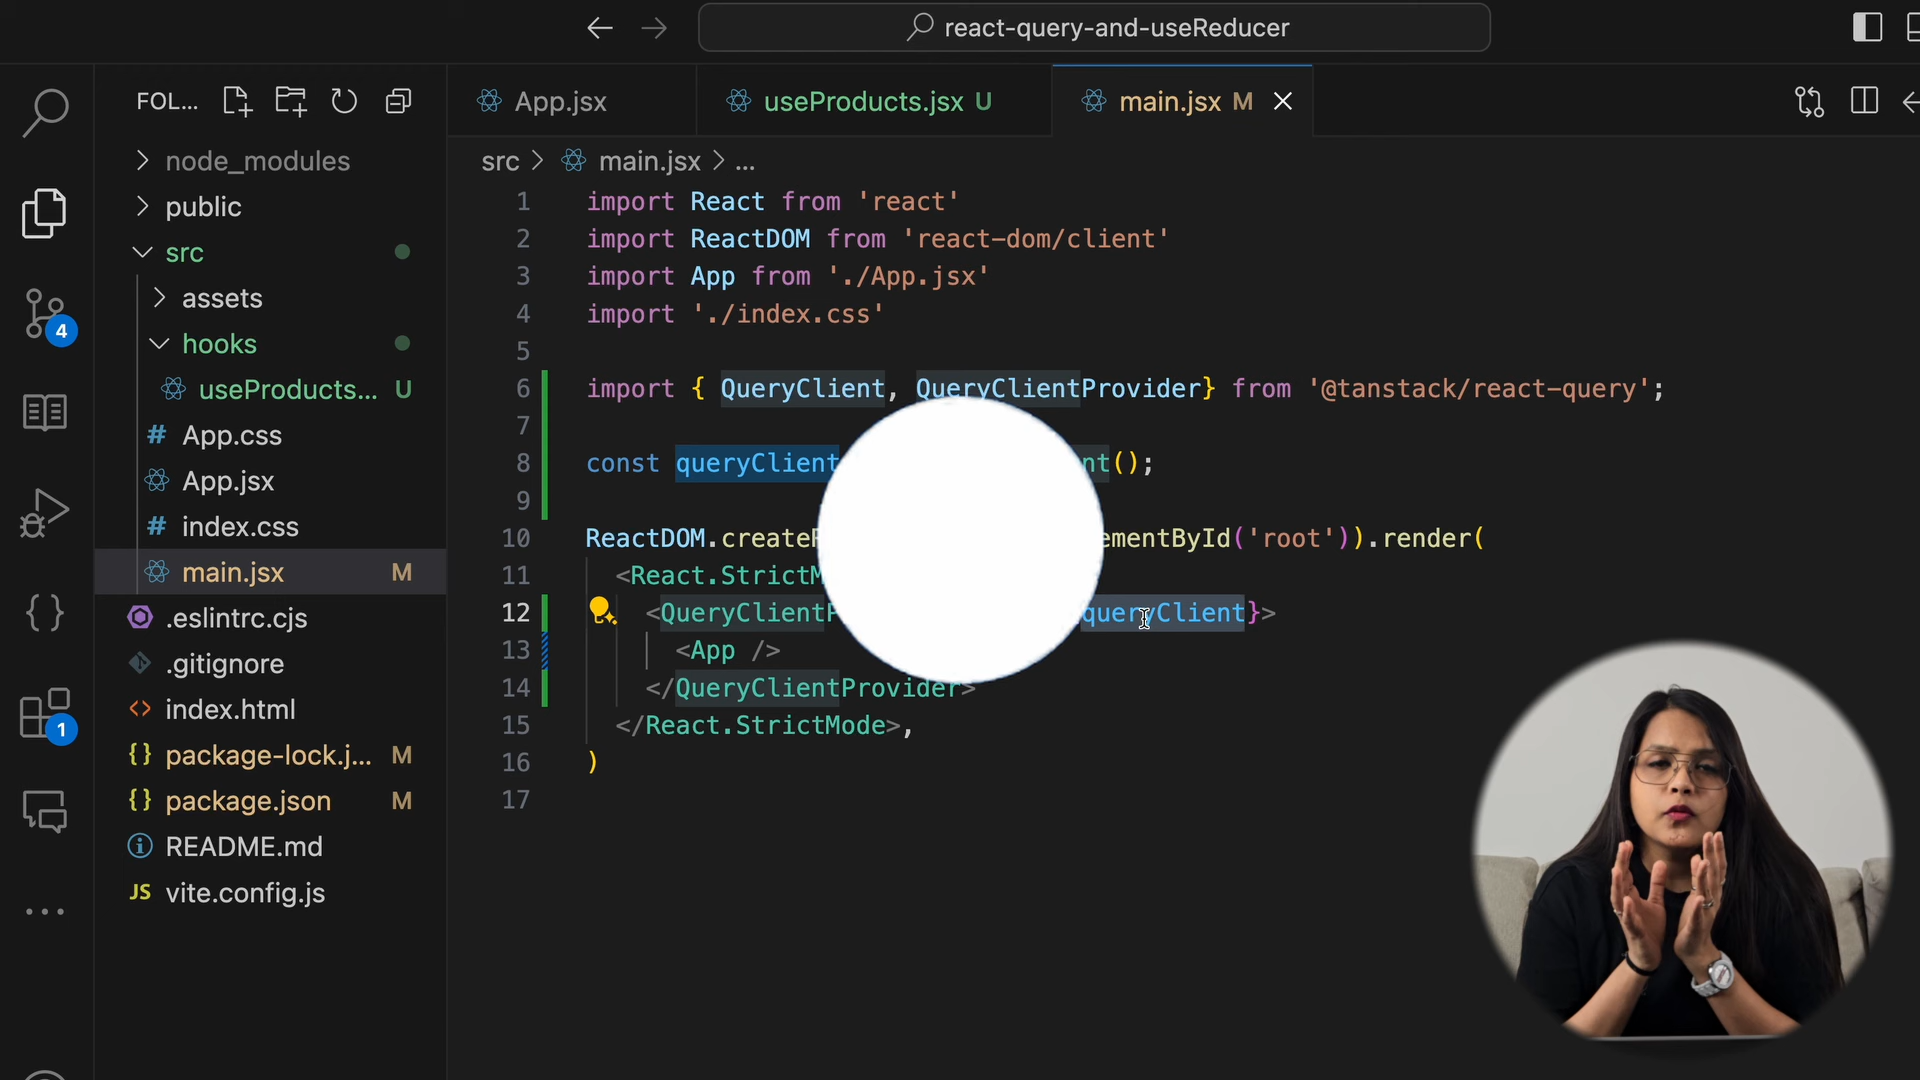 react-query-and-useReducer
FOL...
App.jsx
useProducts.jsx U
main.jsx M
node_modules
public
src
assets
hooks
useProducts... U
App.css
App.jsx
index.css
main.jsx M
.eslintrc.cjs
.gitignore
index.html
package-lock.j... M
package.json M
README.md
JS vite.config.js
4
1
src > main.jsx > ...
1 import React from 'react'
2 import ReactDOM from 'react-dom/client'
3 import App from './App.jsx'
4 import './index.css'
5
6 import { QueryClient, QueryClientProvider} from '@tanstack/react-query';
7
8 const queryClient nt();
9
10 ReactDOM.create ementById('root')).render(
11 <React.Strict
12 <QueryClient queryClient}>
13 <App />
14 </QueryClientProvider>
15 </React.StrictMode>,
16 )
17